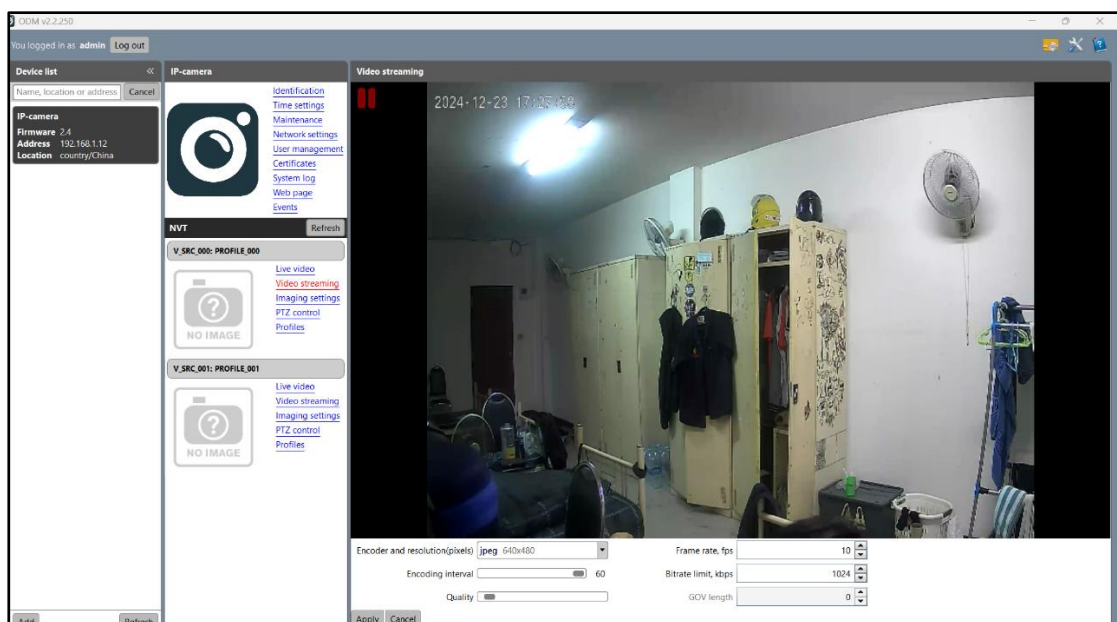 ODM v2.2.250
You logged in as admin Log out
Device list
Name, location or address Cancel
IP-camera
Firmware 2.4
Address 192.168.1.12
Location country/China
Add Refresh
IP-camera
Identification
Time settings
Maintenance
Network settings
User management
Certificates
System log
Web page
Events
NVT Refresh
V_SRC_000: PROFILE_000
NO IMAGE
Live video
Video streaming
Imaging settings
PTZ control
Profiles
V_SRC_001: PROFILE_001
NO IMAGE
Live video
Video streaming
Imaging settings
PTZ control
Profiles
Video streaming
2024-12-23
Encoder and resolution(pixels) jpeg 640x480
Encoding interval 60
Quality
Frame rate, fps 10
Bitrate limit, kbps 1024
GOV length 0
Apply Cancel